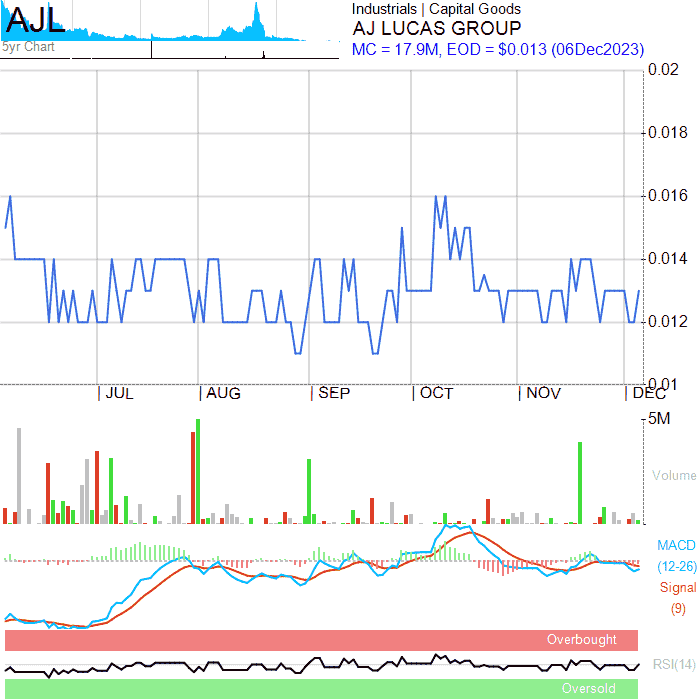 AJL
5yr Chart
Industrials | Capital Goods
AJ LUCAS GROUP
MC = 17.9M, EOD = $0.013 (06Dec2023)
0.02
0.018
0.016
0.014
0.012
0.01
| JUL | AUG | SEP | OCT | NOV | DEC
5M
Volume
MACD
(12-26)
Signal
(9)
Overbought
RSI(14)
Oversold